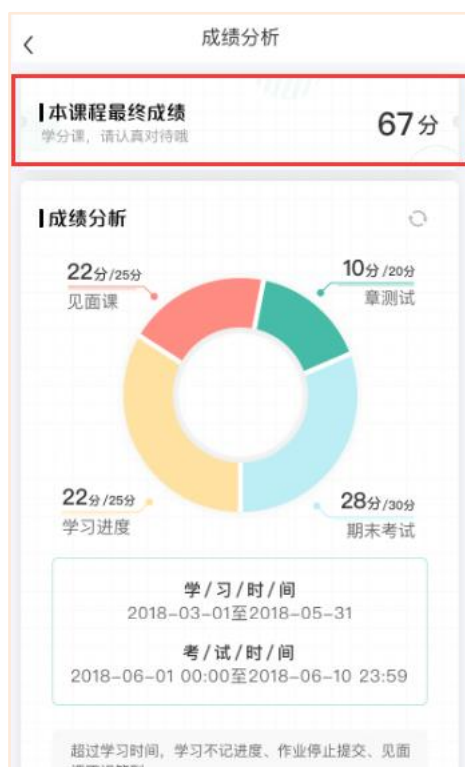 成绩分析
本课程最终成绩
学分课，请认真对待哦
67分
成绩分析
22分/25分
见面课
10分/20分
章测试
22分/25分
学习进度
28分/30分
期末考试
学/习/时/间
2018-03-01至2018-05-31
考/试/时/间
2018-06-01 00:00至2018-06-10 23:59
超过学习时间，学习不记进度、作业停止提交、见面